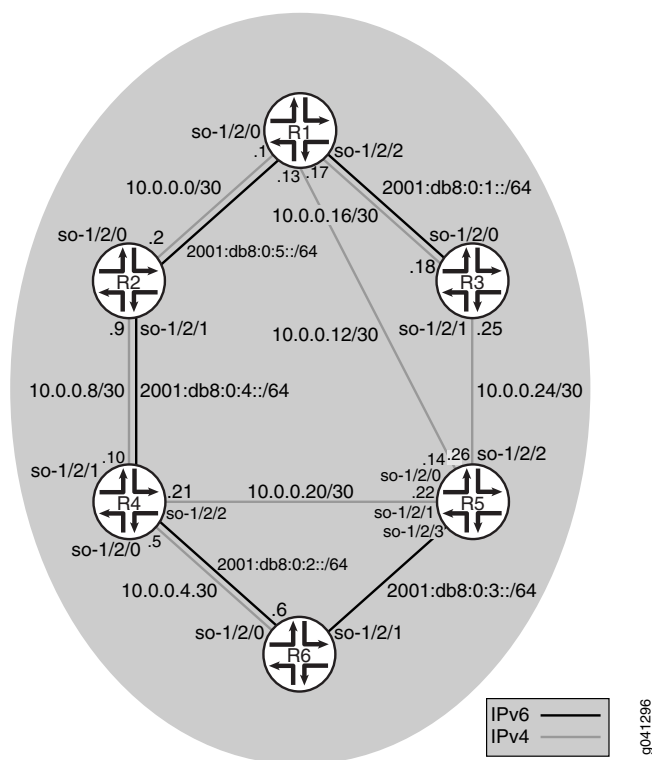 R1
so-1/2/0
.1
so-1/2/2
.13
.17
10.0.0.0/30
10.0.0.16/30
2001:db8:0:1::/64
so-1/2/0
.2
2001:db8:0:5::/64
so-1/2/0
.18
R2
R3
.9
so-1/2/1
so-1/2/1
.25
10.0.0.12/30
10.0.0.8/30
2001:db8:0:4::/64
10.0.0.24/30
.10
so-1/2/1
.14
.26
so-1/2/2
so-1/2/0
.21
10.0.0.20/30
.22
R4
so-1/2/2
so-1/2/1
R5
so-1/2/3
so-1/2/0
.5
2001:db8:0:2::/64
10.0.0.4.30
2001:db8:0:3::/64
.6
so-1/2/0
so-1/2/1
R6
IPv6
IPv4
g041296